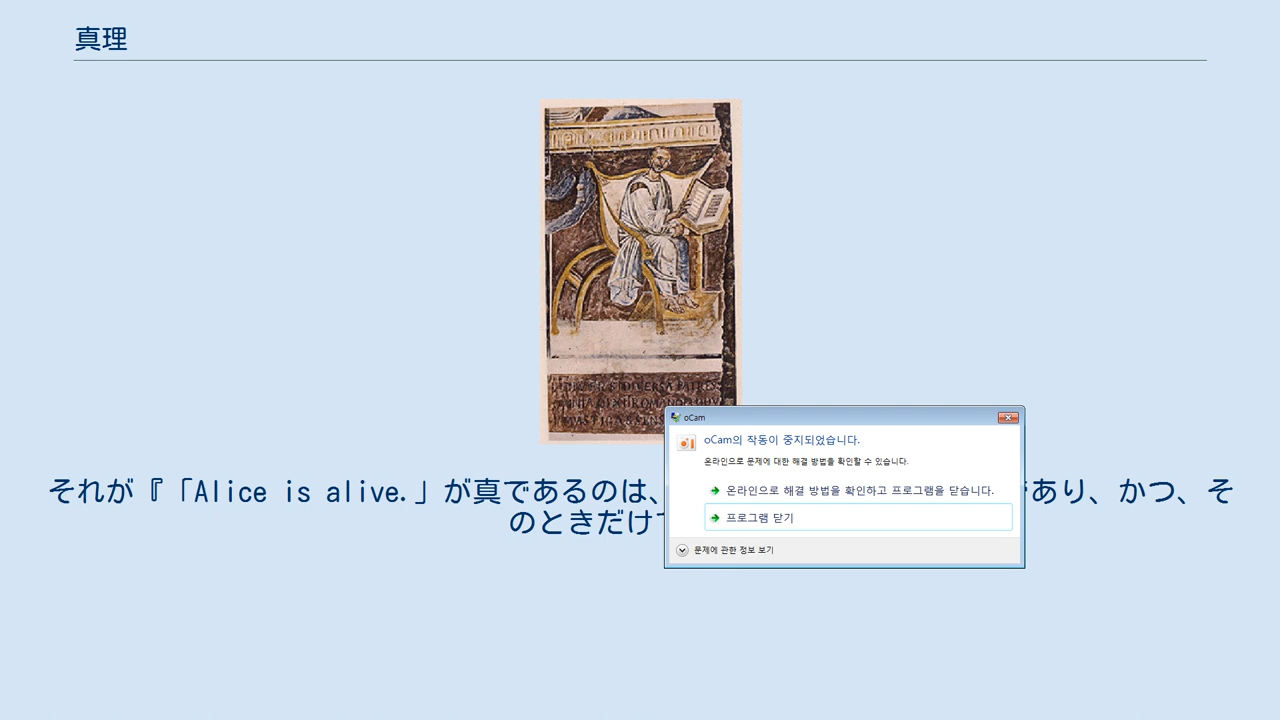 真理
それが『「Alice is alive.」が真であるのは、
であり、かつ、そ
のときだけ
oCam
oCam의 작동이 중지되었습니다.
온라인으로 문제에 대한 해결 방법을 확인할 수 있습니다.
온라인으로 해결 방법을 확인하고 프로그램을 닫습니다.
프로그램 닫기
문제에 관한 정보 보기